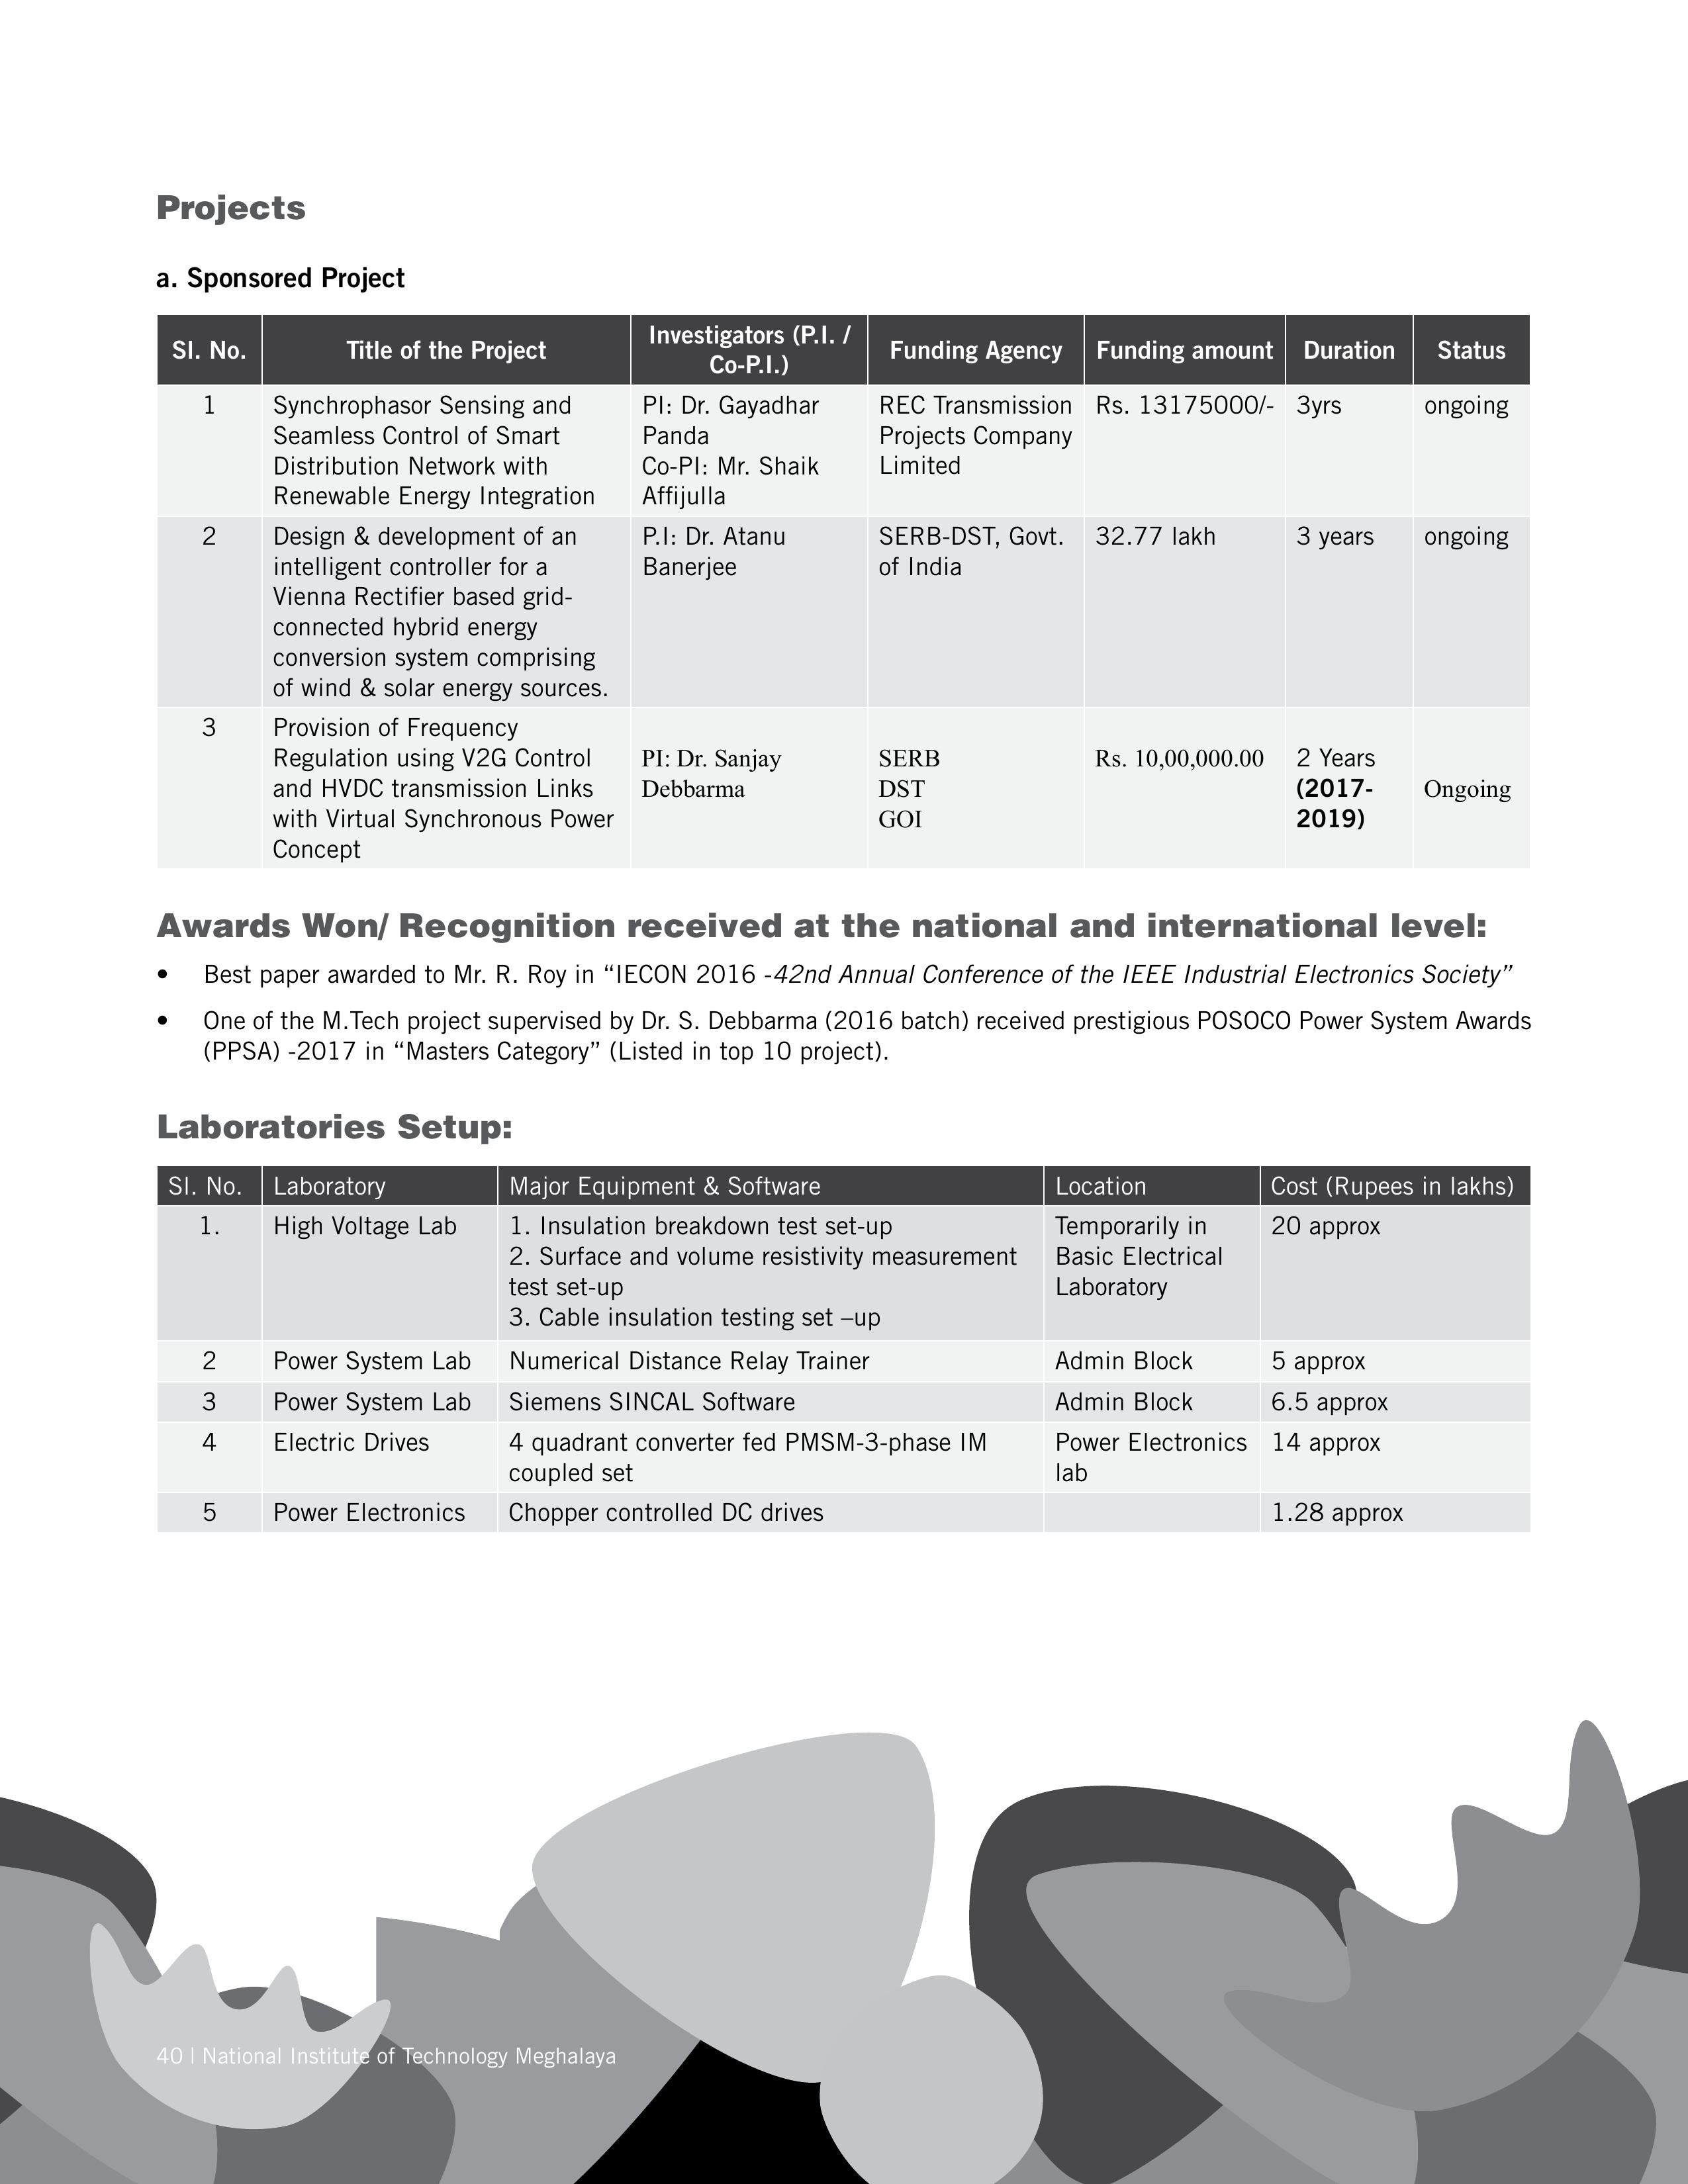 Projects
a. Sponsored Project
Sl. No. Title of the Project Investigators (P.I. / Co-P.I.) Funding Agency Funding amount Duration Status
1 Synchrophasor Sensing and PI: Dr. Gayadhar REC Transmission Rs. 13175000/- 3yrs ongoing
Seamless Control of Smart Panda Projects Company
Distribution Network with Co-PI: Mr. Shaik Limited
Renewable Energy Integration Affijulla
2 Design & development of an P.I: Dr. Atanu SERB-DST, Govt. 32.77 lakh 3 years ongoing
intelligent controller for a Banerjee of India
Vienna Rectifier based grid-
connected hybrid energy
conversion system comprising
of wind & solar energy sources.
3 Provision of Frequency
Regulation using V2G Control PI: Dr. Sanjay SERB Rs. 10,00,000.00 2 Years
and HVDC transmission Links Debbarma DST (2017- Ongoing
with Virtual Synchronous Power GOI 2019)
Concept
Awards Won/ Recognition received at the national and international level:
• Best paper awarded to Mr. R. Roy in “IECON 2016 -42nd Annual Conference of the IEEE Industrial Electronics Society”
• One of the M.Tech project supervised by Dr. S. Debbarma (2016 batch) received prestigious POSOCO Power System Awards
(PPSA) -2017 in “Masters Category” (Listed in top 10 project).
Laboratories Setup:
Sl. No. Laboratory Major Equipment & Software Location Cost (Rupees in lakhs)
1. High Voltage Lab 1. Insulation breakdown test set-up Temporarily in 20 approx
2. Surface and volume resistivity measurement Basic Electrical
test set-up Laboratory
3. Cable insulation testing set –up
2 Power System Lab Numerical Distance Relay Trainer Admin Block 5 approx
3 Power System Lab Siemens SINCAL Software Admin Block 6.5 approx
4 Electric Drives 4 quadrant converter fed PMSM-3-phase IM Power Electronics 14 approx
coupled set lab
5 Power Electronics Chopper controlled DC drives 1.28 approx
40 | National Institute of Technology Meghalaya